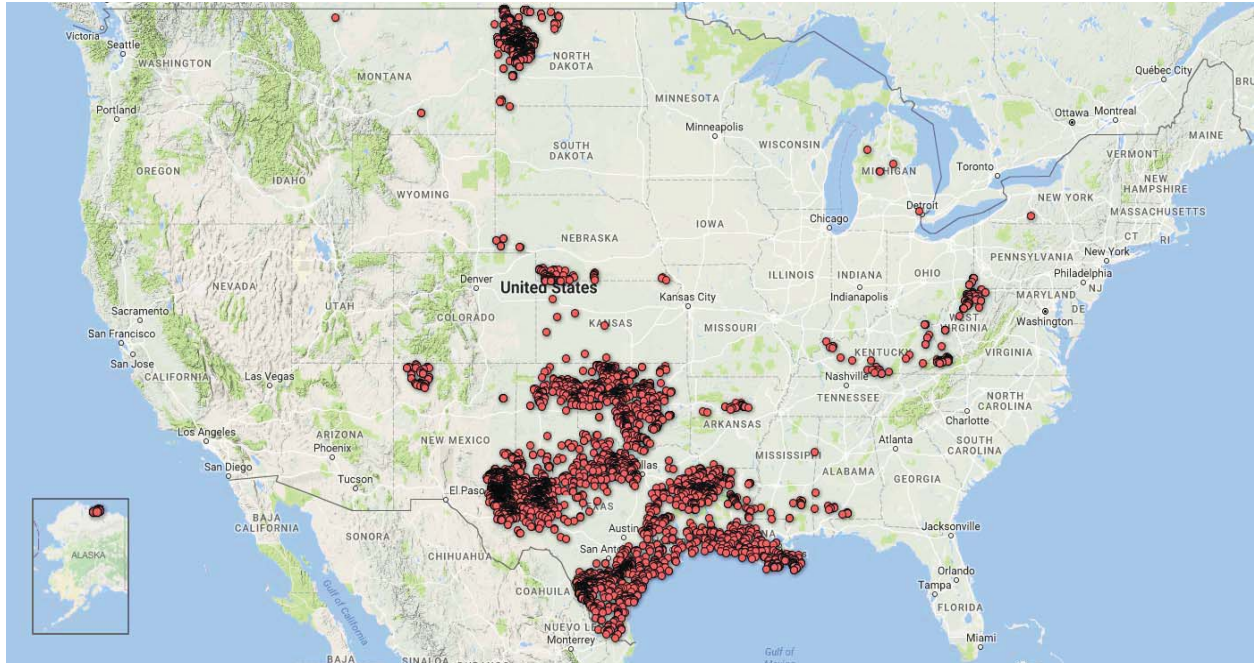 Victoria
Seattle
WASHINGTON
MONTANA
NORTH
DAKOTA
Québec City
Portland
MINNESOTA
Ottawa
Montreal
MAINE
Minneapolis
SOUTH
DAKOTA
WISCONSIN
VERMONT
OREGON
IDAHO
MICHIGAN
Toronto
NEW
HAMPSHIRE
WYOMING
NEW YORK
MASSACHUSETTS
Detroit
Chicago
IOWA
CT
RI
NEBRASKA
PENNSYLVANIA
New York
NEVADA
Denver
United States
ILLINOIS
INDIANA
OHIO
Philadelphia
NJ
UTAH
Indianapolis
MARYLAND
DE
Kansas City
Sacramento
COLORADO
KANSAS
MISSOURI
WEST
VIRGINIA
Washington
San Francisco
San Jose
KENTUCKY
VIRGINIA
CALIFORNIA
Las Vegas
Nashville
TENNESSEE
NORTH
CAROLINA
Charlotte
ARKANSAS
Los Angeles
ARIZONA
NEW MEXICO
Atlanta
SOUTH
CAROLINA
Phoenix
MISSISSIPPI
ALABAMA
GEORGIA
San Diego
Tucson
El Paso
BAJA
CALIFORNIA
SONORA
Austin
Jacksonville
ALASKA
CHIHUAHUA
COAHUILA
Orlando
Tampa
FLORIDA
Gulf of California
Monterrey
Miami
Gulf of
BAJA